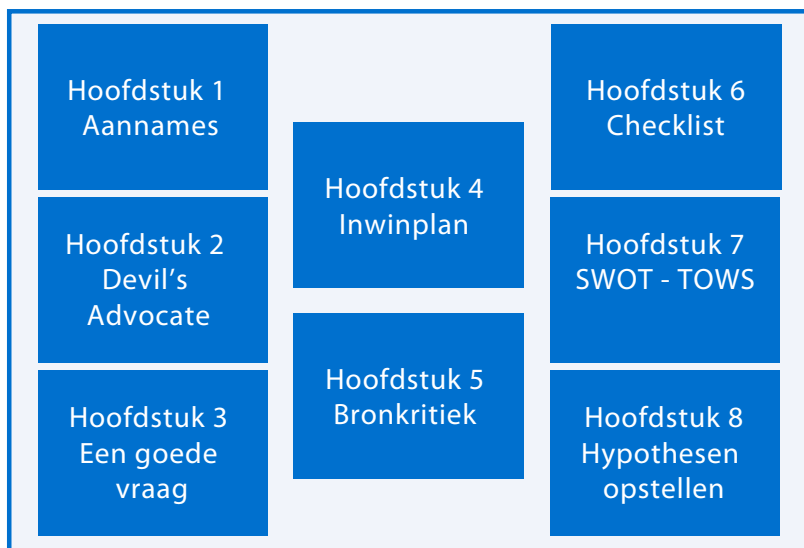 Hoofdstuk 1
Aannames
Hoofdstuk 2
Devil's
Advocate
Hoofdstuk 3
Een goede
vraag
Hoofdstuk 4
Inwinplan
Hoofdstuk 5
Bronkritiek
Hoofdstuk 6
Checklist
Hoofdstuk 7
SWOT - TOWS
Hoofdstuk 8
Hypothesen
opstellen